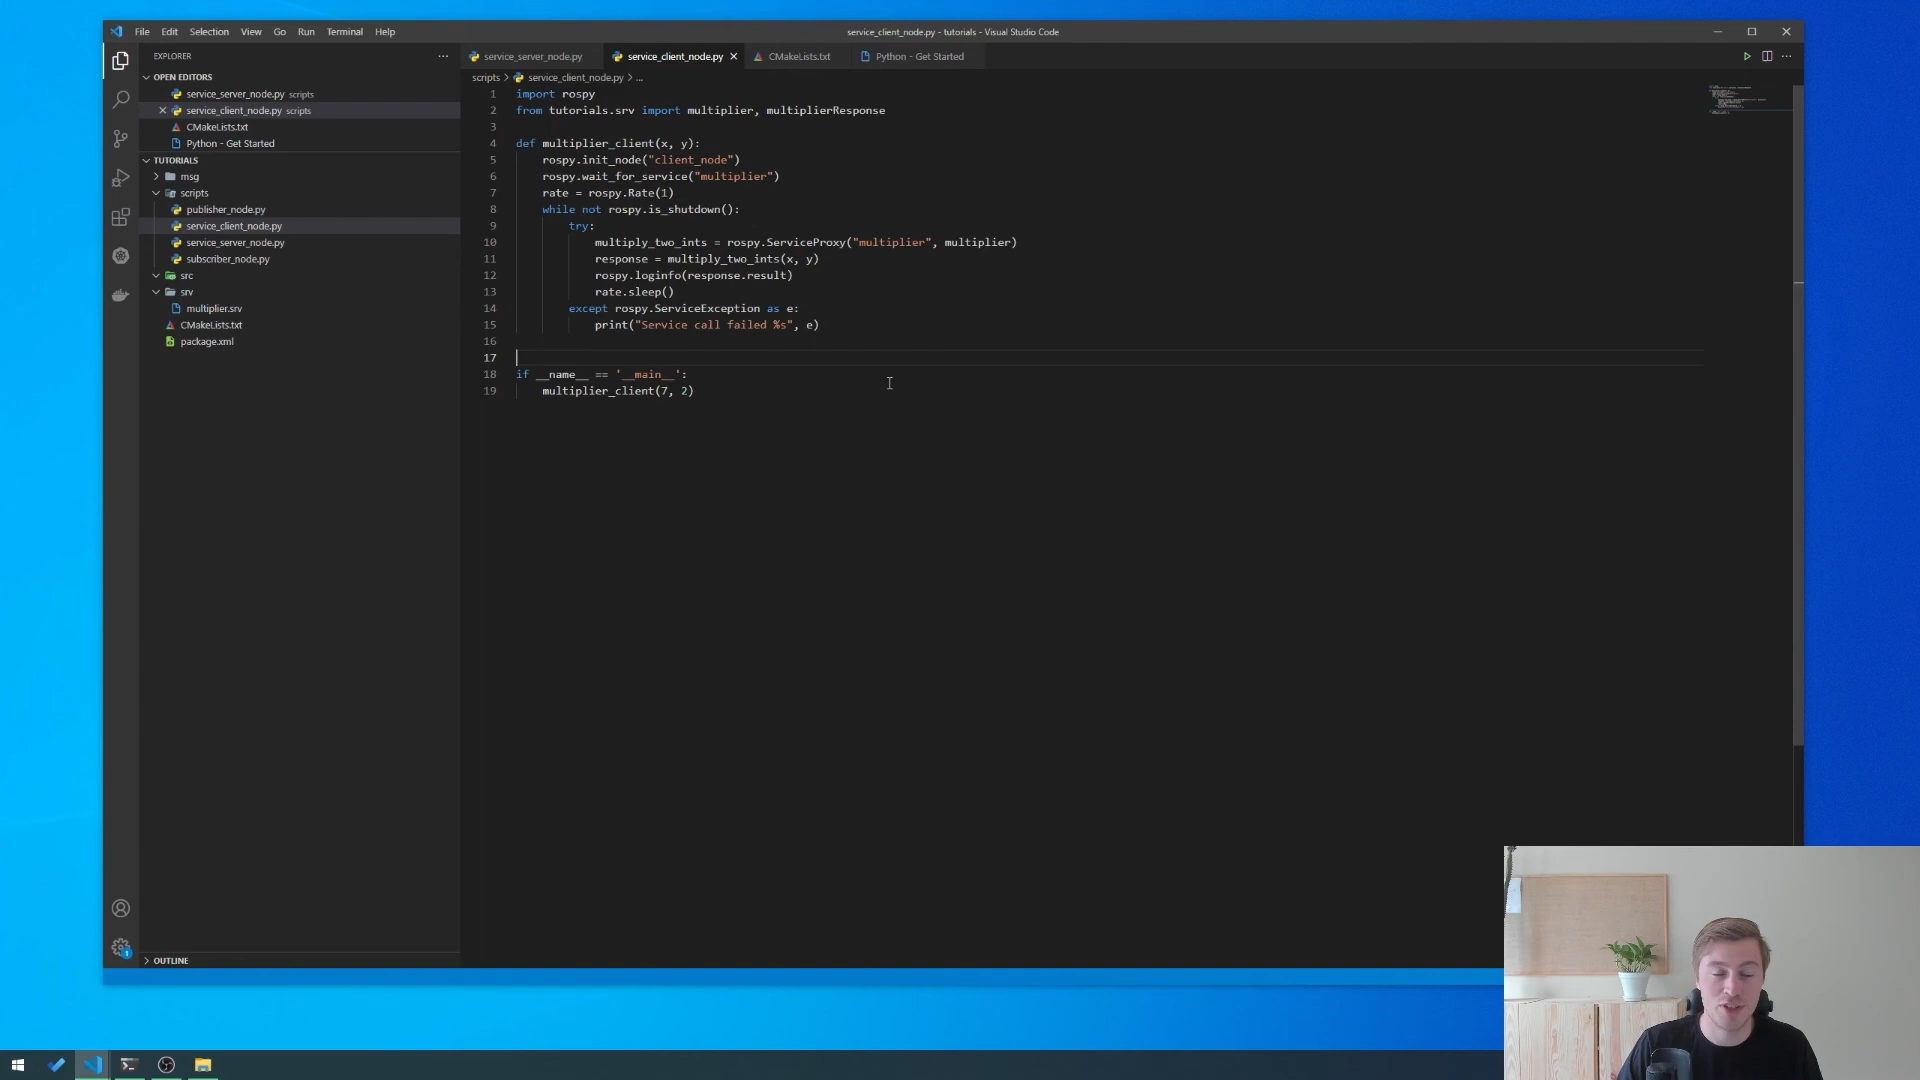 File Edit Selection View Go Run Terminal Help
service_client_node.py - tutorials - Visual Studio Code
EXPLORER
OPEN EDITORS
service_server_node.py scripts
service_client_node.py scripts
CMakeLists.txt
Python - Get Started
TUTORIALS
msg
scripts
publisher_node.py
service_client_node.py
service_server_node.py
subscriber_node.py
src
srv
multiplier.srv
CMakeLists.txt
package.xml
OUTLINE
service_server_node.py service_client_node.py CMakeLists.txt Python - Get Started
scripts > service_client_node.py > ...
1 import rospy
2 from tutorials.srv import multiplier, multiplierResponse
3
4 def multiplier_client(x, y):
5 rospy.init_node("client_node")
6 rospy.wait_for_service("multiplier")
7 rate = rospy.Rate(1)
8 while not rospy.is_shutdown():
9 try:
10 multiply_two_ints = rospy.ServiceProxy("multiplier", multiplier)
11 response = multiply_two_ints(x, y)
12 rospy.loginfo(response.result)
13 rate.sleep()
14 except rospy.ServiceException as e:
15 print("Service call failed %s", e)
16
17
18 if __name__ == '__main__':
19 multiplier_client(7, 2)